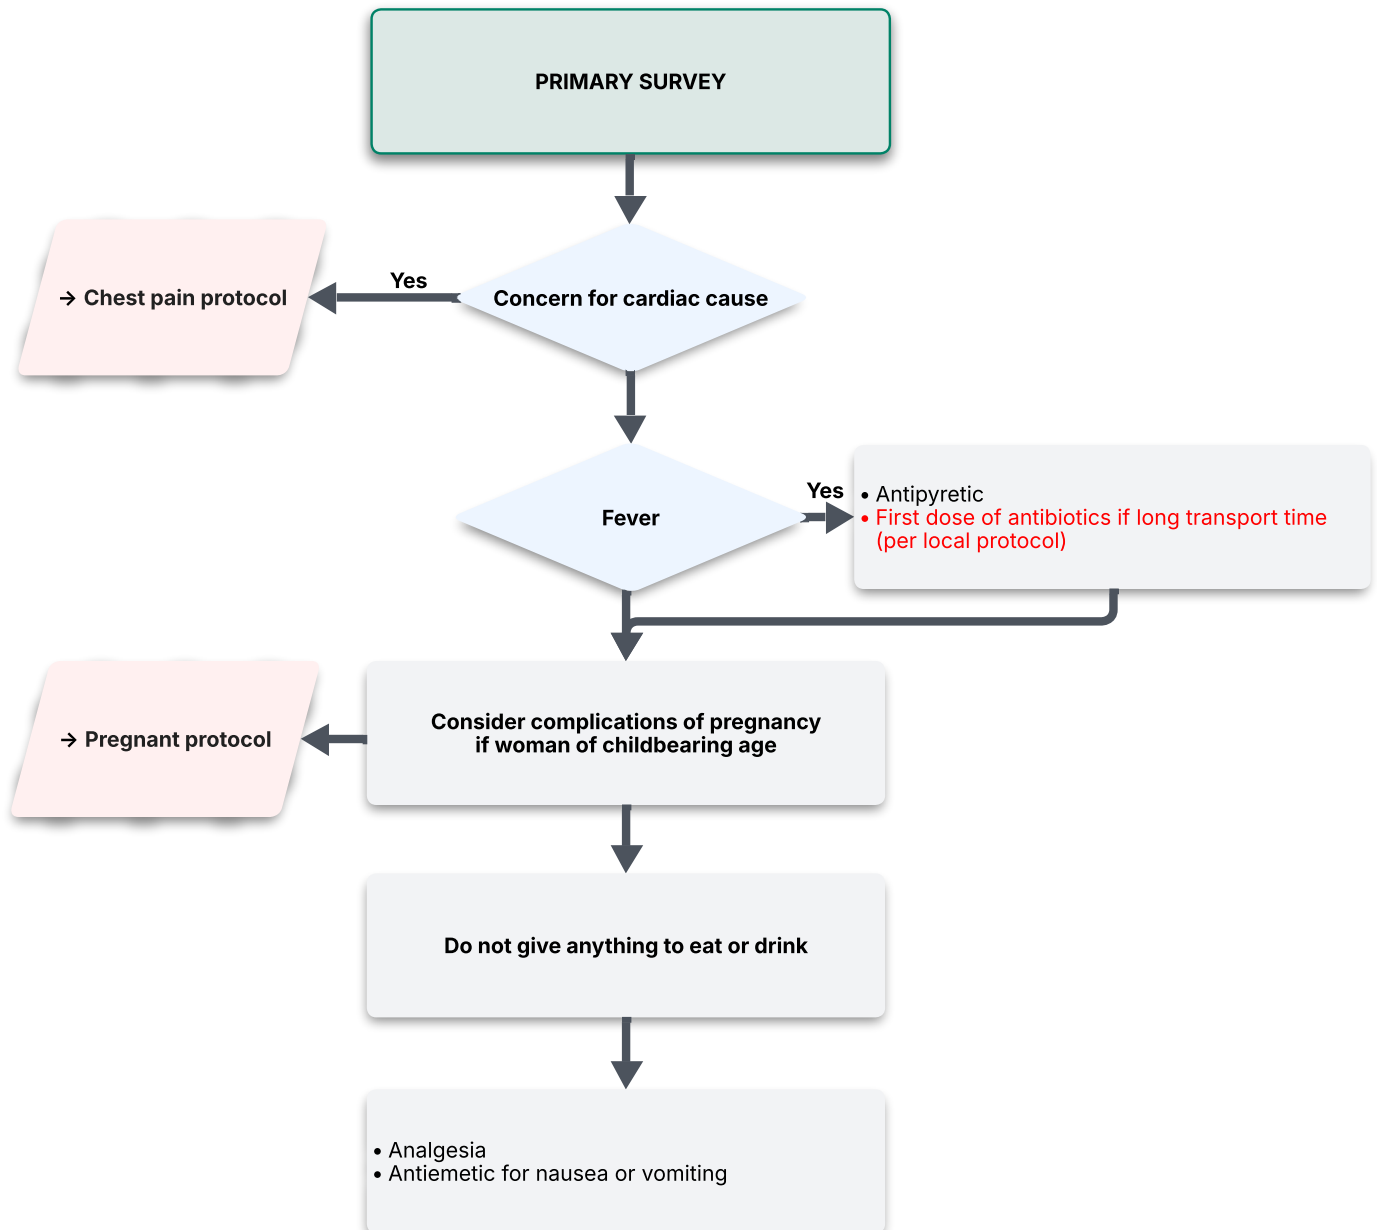 PRIMARY SURVEY
Yes
→ Chest pain protocol
Concern for cardiac cause
Fever
Yes
• Antipyretic
• First dose of antibiotics if long transport time
(per local protocol)
→ Pregnant protocol
Consider complications of pregnancy
if woman of childbearing age
Do not give anything to eat or drink
• Analgesia
• Antiemetic for nausea or vomiting